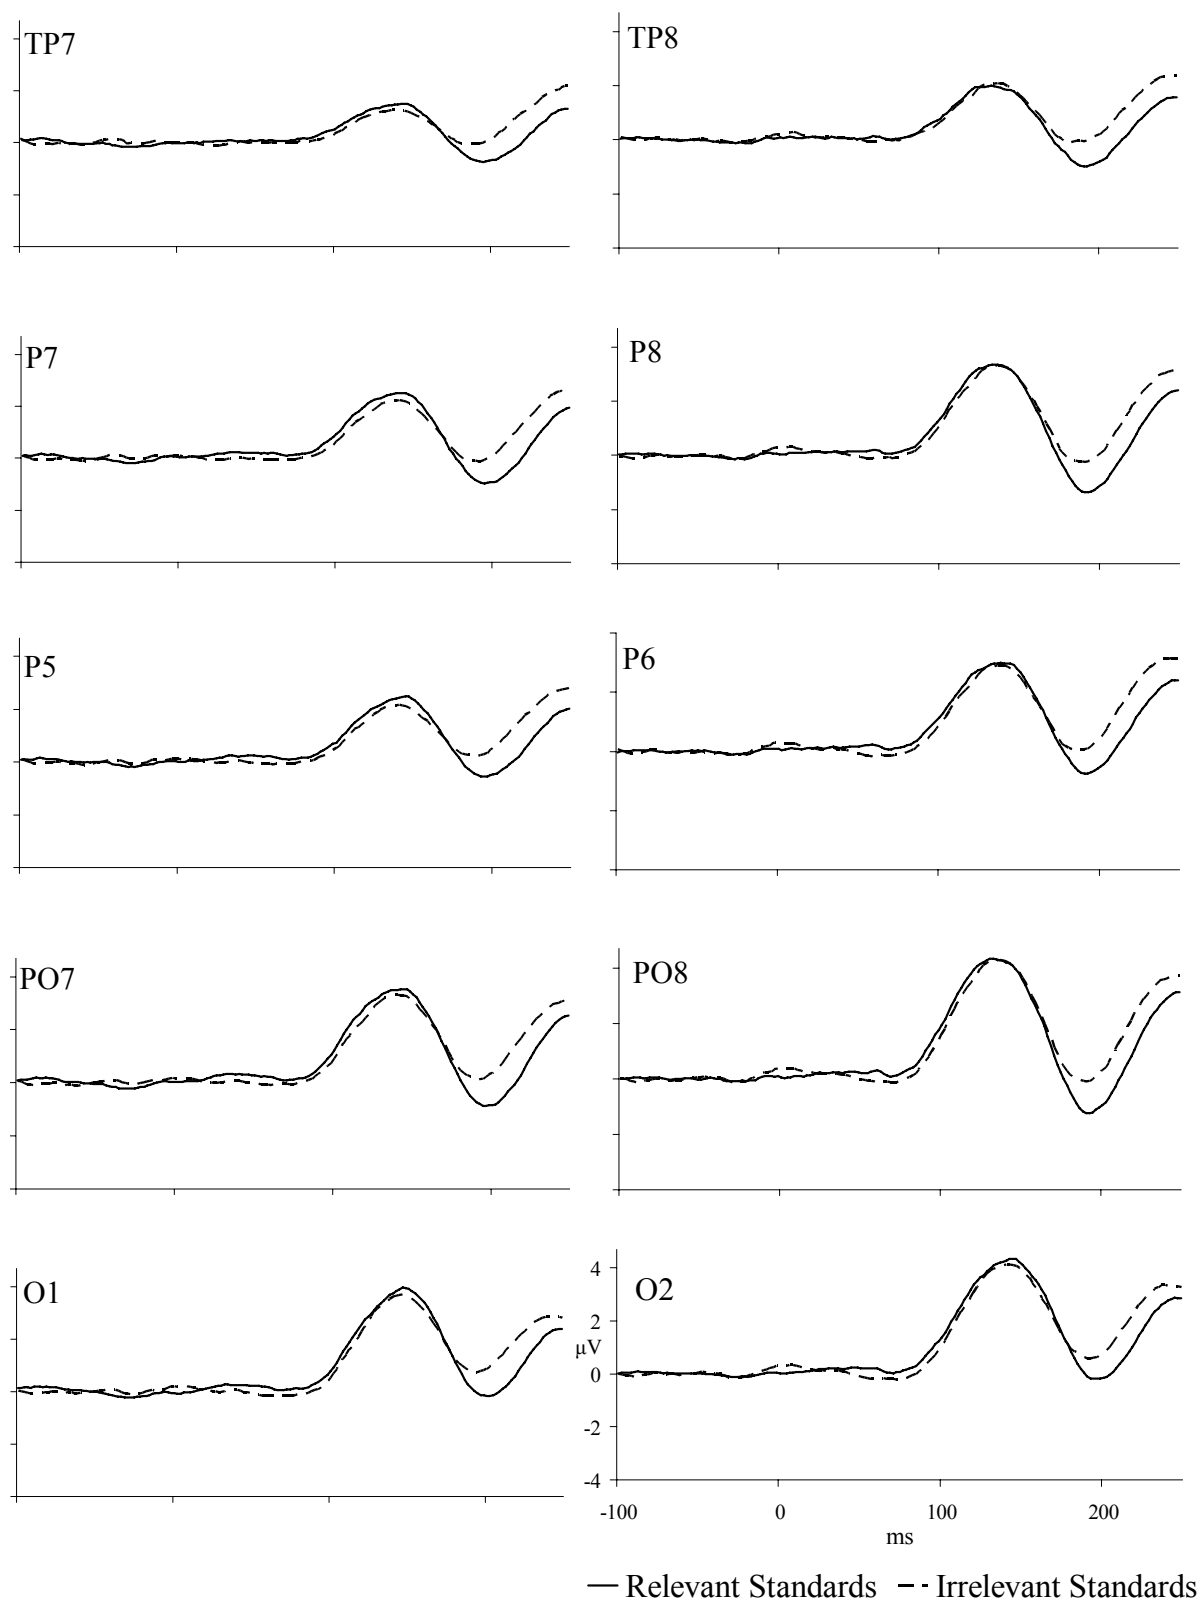 TP7
TP8
P7
P8
P5
P6
PO7
PO8
O1
O2
4
2
µV
0
-2
-4
-100 0 100 200
ms
Relevant Standards Irrelevant Standards